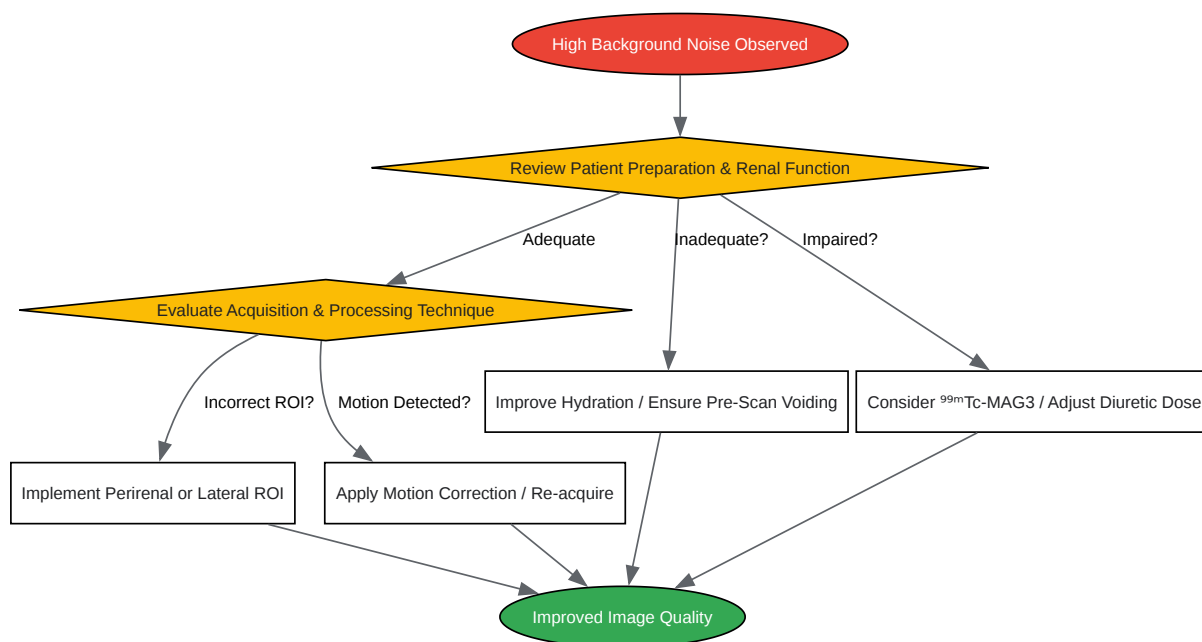 High Background Noise Observed
Review Patient Preparation & Renal Function
Adequate
Inadequate?
Impaired?
Evaluate Acquisition & Processing Technique
Incorrect ROI?
Motion Detected?
Improve Hydration / Ensure Pre-Scan Voiding
Consider ⁹⁹ᵐTc-MAG3 / Adjust Diuretic Dose
Implement Perirenal or Lateral ROI
Apply Motion Correction / Re-acquire
Improved Image Quality